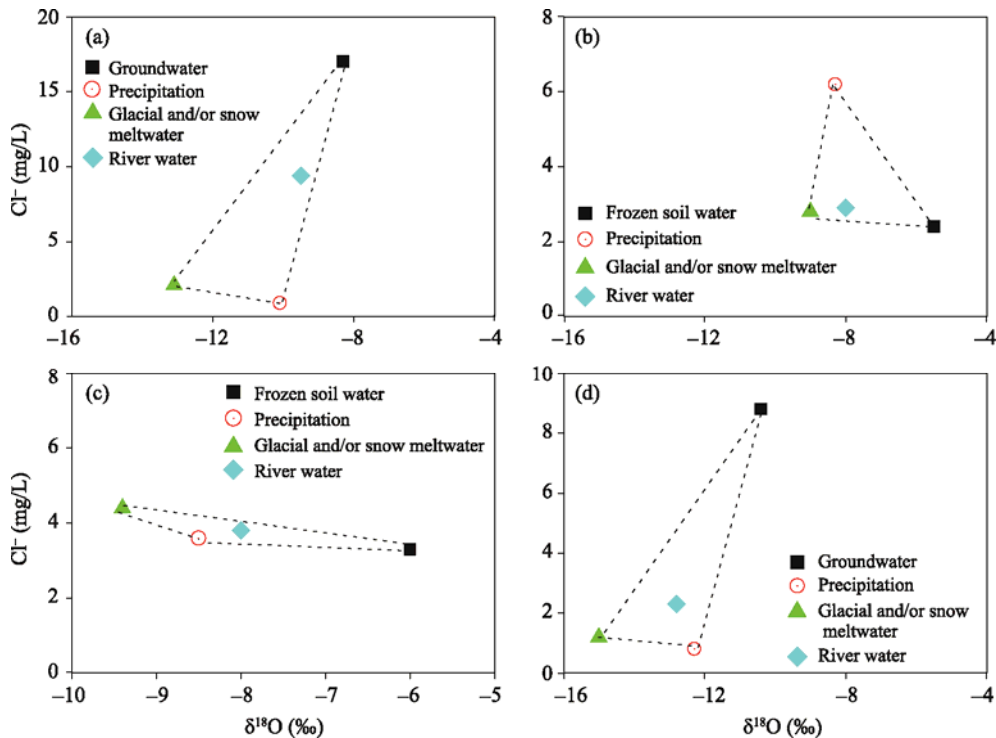 (a)
Groundwater
Precipitation
Glacial and/or snow
meltwater
River water
Cl⁻ (mg/L)
20
15
10
5
0
−16
−12
−8
−4
(b)
Frozen soil water
Precipitation
Glacial and/or snow meltwater
River water
8
6
4
2
0
−16
−12
−8
−4
(c)
Frozen soil water
Precipitation
Glacial and/or snow meltwater
River water
Cl⁻ (mg/L)
8
6
4
2
0
−10
−9
−8
−7
−6
−5
δ¹⁸O (‰)
(d)
Groundwater
Precipitation
Glacial and/or snow
meltwater
River water
10
8
6
4
2
0
−16
−12
−8
−4
δ¹⁸O (‰)